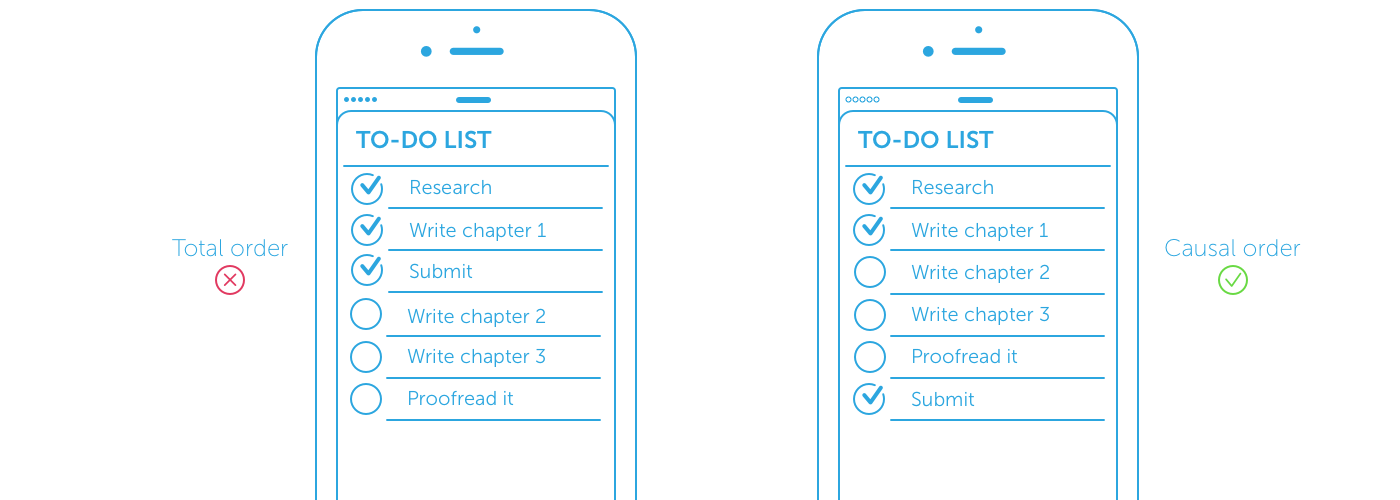 Total order
TO-DO LIST
Research
Write chapter 1
Submit
Write chapter 2
Write chapter 3
Proofread it
TO-DO LIST
Research
Write chapter 1
Write chapter 2
Write chapter 3
Proofread it
Submit
Causal order